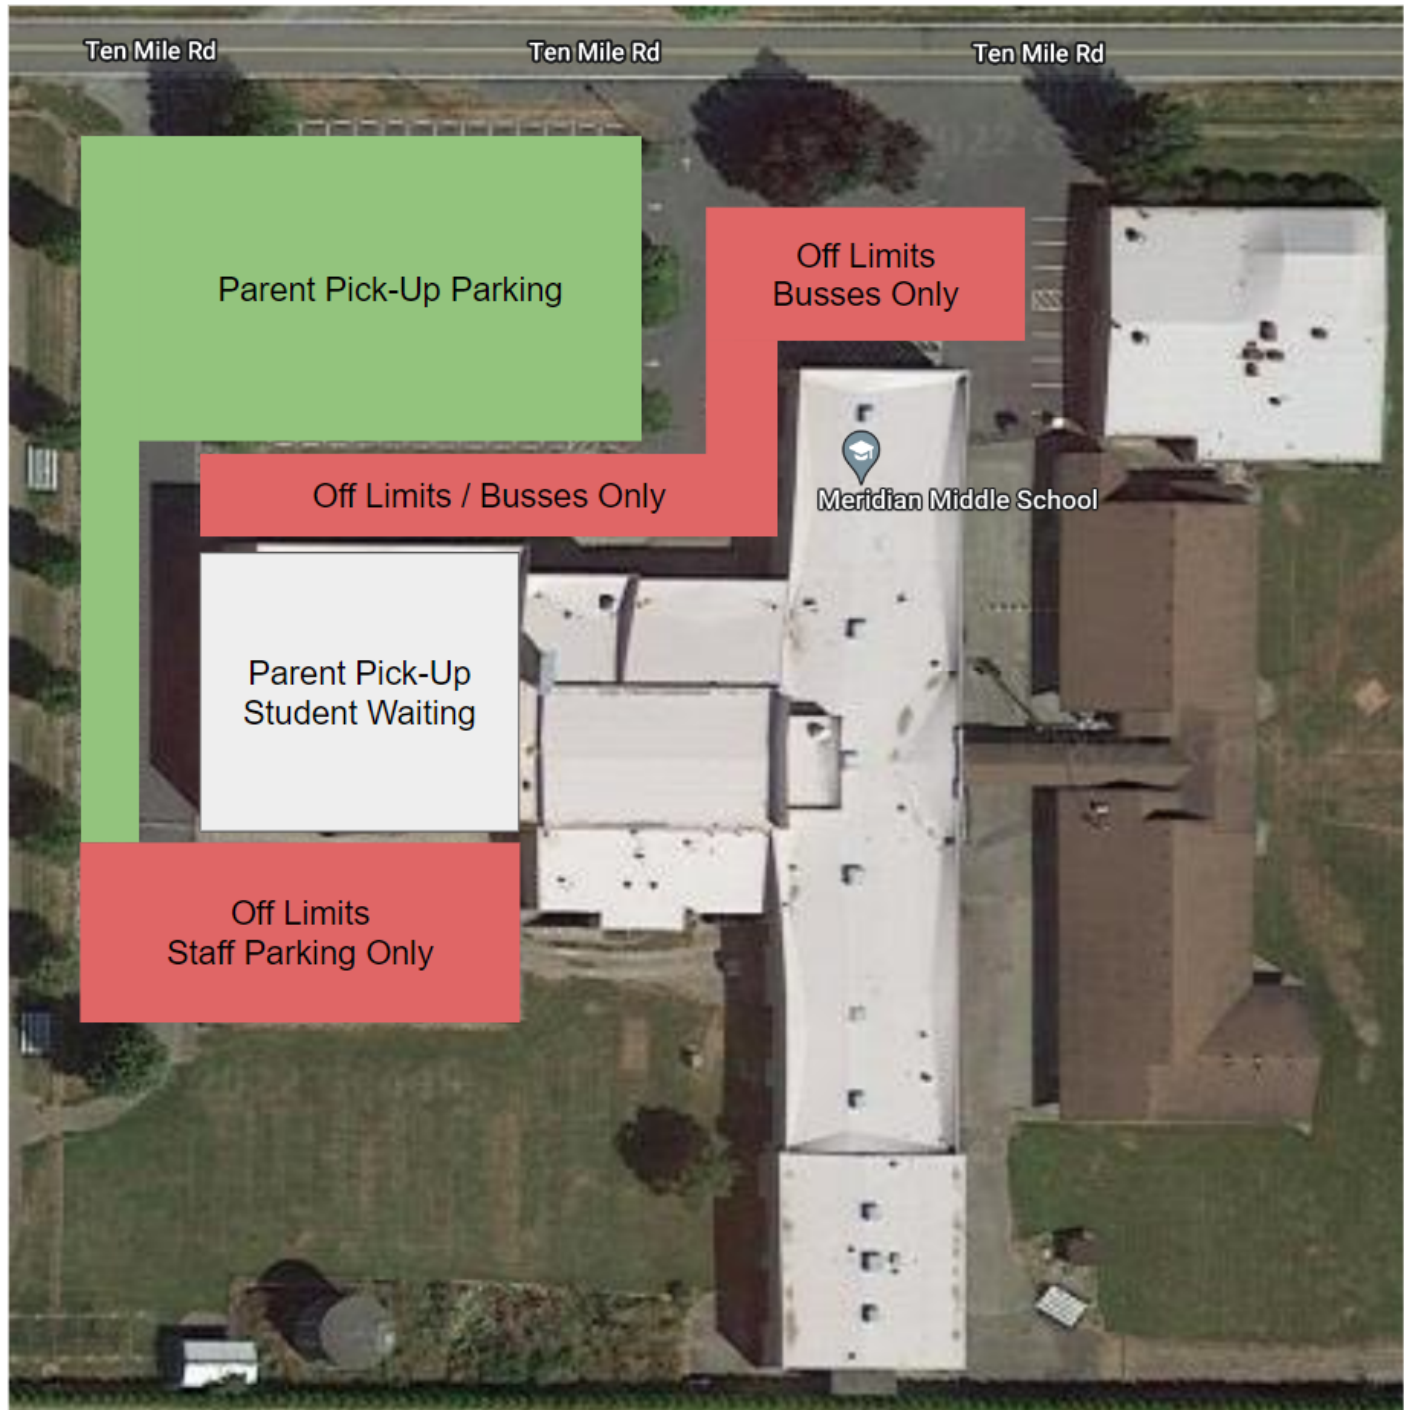 Ten Mile Rd
Ten Mile Rd
Ten Mile Rd
Parent Pick-Up Parking
Off Limits
Busses Only
Off Limits / Busses Only
Meridian Middle School
Parent Pick-Up
Student Waiting
Off Limits
Staff Parking Only